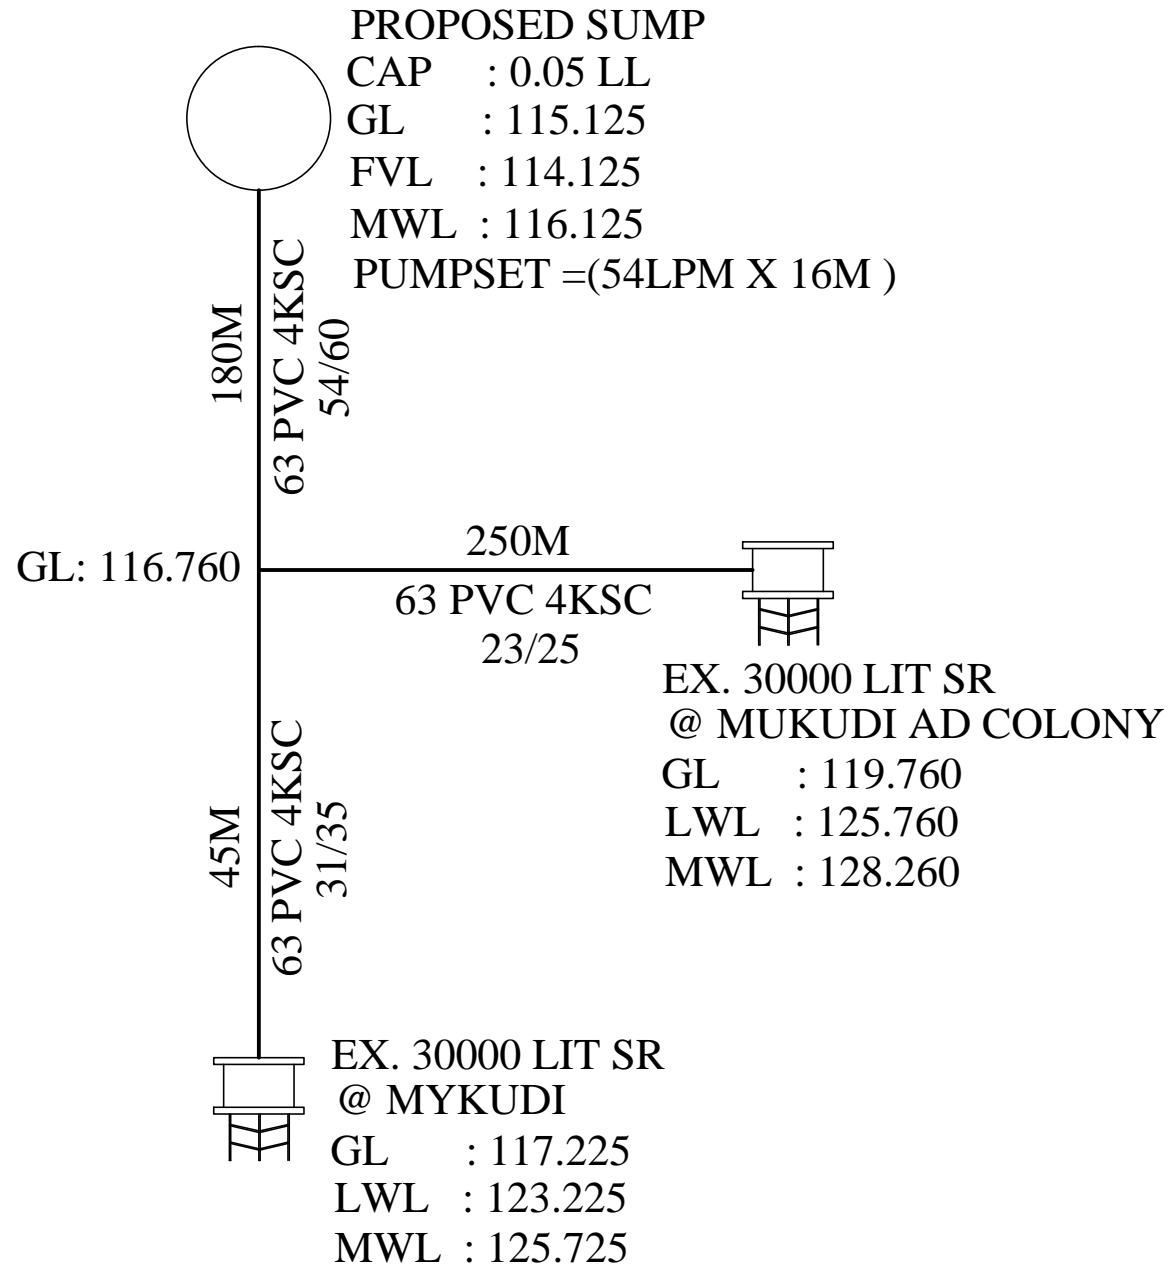 PROPOSED SUMP
CAP : 0.05 LL
GL : 115.125
FVL : 114.125
MWL : 116.125
PUMPSET =(54LPM X 16M )
180M
63 PVC 4KSC
54/60
GL: 116.760
250M
63 PVC 4KSC
23/25
EX. 30000 LIT SR
@ MUKUDI AD COLONY
GL : 119.760
LWL : 125.760
MWL : 128.260
45M
63 PVC 4KSC
31/35
EX. 30000 LIT SR
@ MYKUDI
GL : 117.225
LWL : 123.225
MWL : 125.725